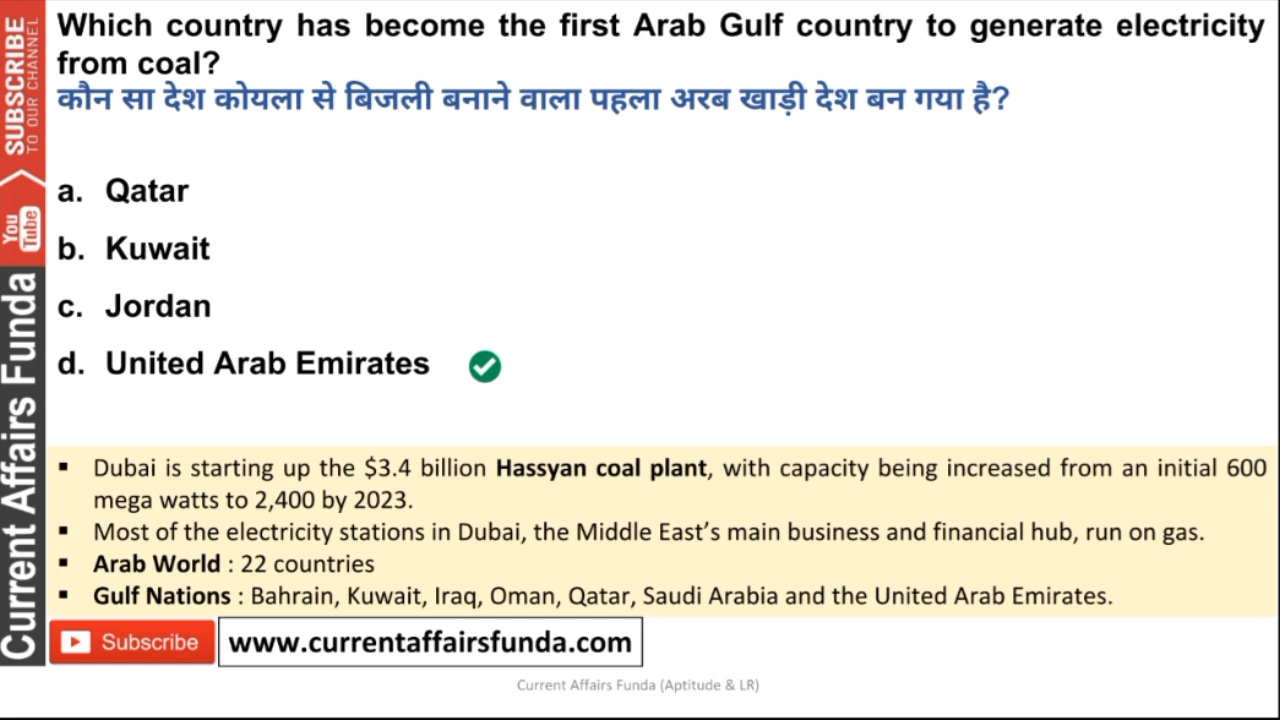 Which country has become the first Arab Gulf country to generate electricity
from coal?
कौन सा देश कोयला से बिजली बनाने वाला पहला अरब खाड़ी देश बन गया है?
a. Qatar
b. Kuwait
c. Jordan
d. United Arab Emirates
▪ Dubai is starting up the $3.4 billion Hassyan coal plant, with capacity being increased from an initial 600
mega watts to 2,400 by 2023.
▪ Most of the electricity stations in Dubai, the Middle East’s main business and financial hub, run on gas.
▪ Arab World : 22 countries
▪ Gulf Nations : Bahrain, Kuwait, Iraq, Oman, Qatar, Saudi Arabia and the United Arab Emirates.
Subscribe
www.currentaffairsfunda.com
Current Affairs Funda (Aptitude & LR)
SUBSCRIBE
TO OUR CHANNEL
You
Tube
Current Affairs Funda